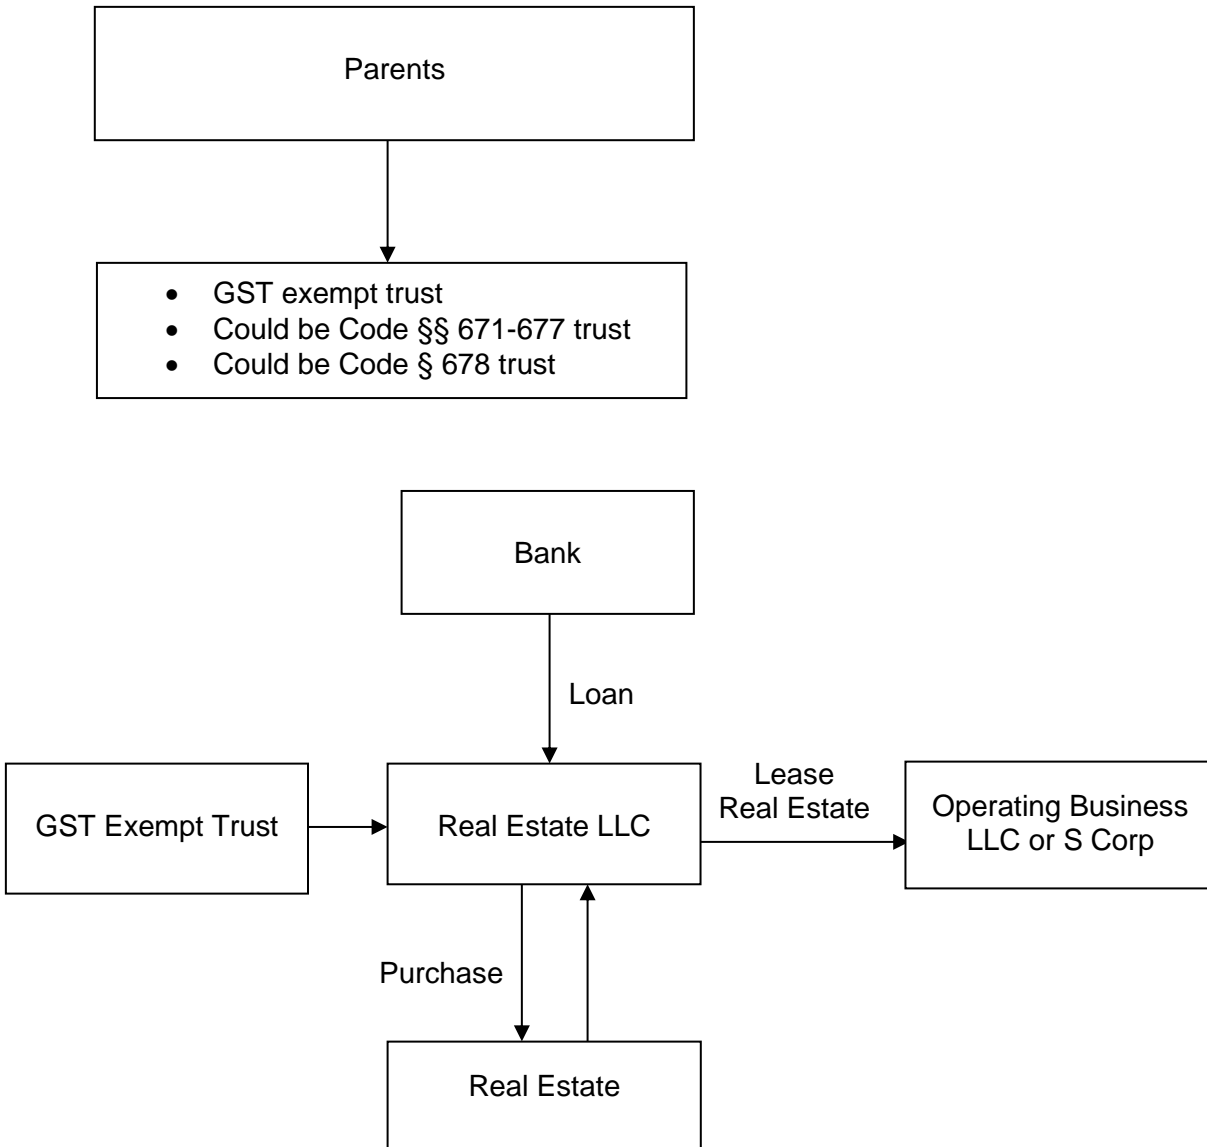 Parents
• GST exempt trust
• Could be Code §§ 671-677 trust
• Could be Code § 678 trust
Bank
Loan
GST Exempt Trust
Real Estate LLC
Lease
Real Estate
Operating Business
LLC or S Corp
Purchase
Real Estate